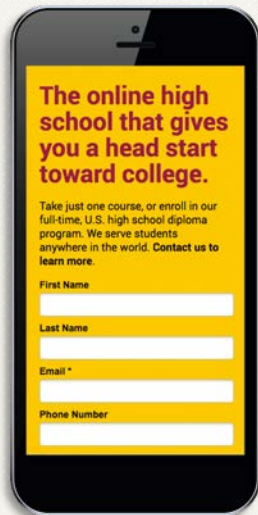 The online high
school that gives
you a head start
toward college.
Take just one course, or enroll in our
full-time, U.S. high school diploma
program. We serve students
anywhere in the world. Contact us to
learn more.
First Name
Last Name
Email *
Phone Number